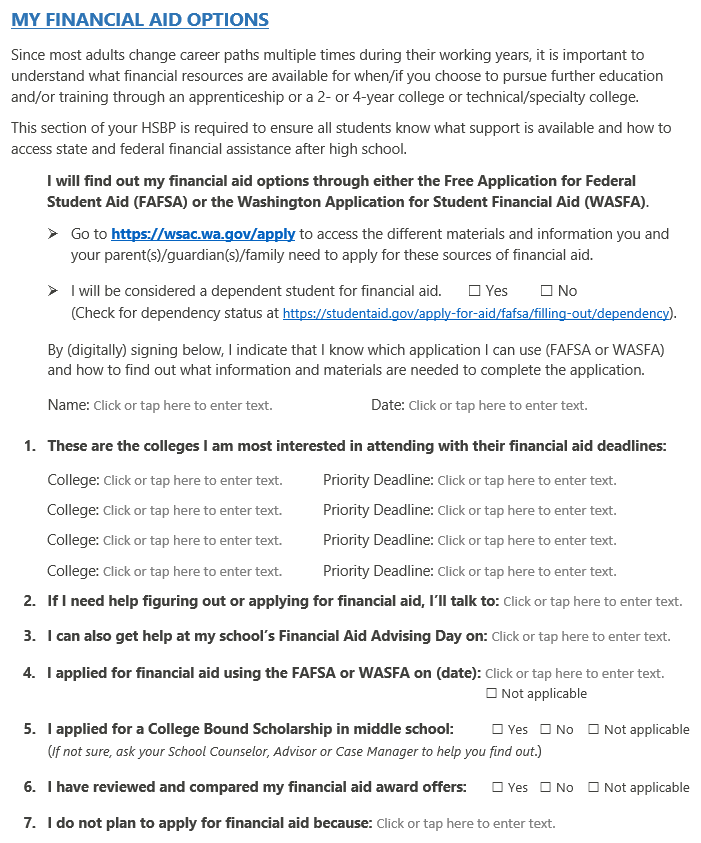 MY FINANCIAL AID OPTIONS
Since most adults change career paths multiple times during their working years, it is important to
understand what financial resources are available for when/if you choose to pursue further education
and/or training through an apprenticeship or a 2- or 4-year college or technical/specialty college.
This section of your HSBP is required to ensure all students know what support is available and how to
access state and federal financial assistance after high school.
I will find out my financial aid options through either the Free Application for Federal
Student Aid (FAFSA) or the Washington Application for Student Financial Aid (WASFA).
➢ Go to https://wsac.wa.gov/apply to access the different materials and information you and
your parent(s)/guardian(s)/family need to apply for these sources of financial aid.
➢ I will be considered a dependent student for financial aid. ☐ Yes ☐ No
(Check for dependency status at https://studentaid.gov/apply-for-aid/fafsa/filling-out/dependency).
By (digitally) signing below, I indicate that I know which application I can use (FAFSA or WASFA)
and how to find out what information and materials are needed to complete the application.
Name: Click or tap here to enter text. Date: Click or tap here to enter text.
1. These are the colleges I am most interested in attending with their financial aid deadlines:
College: Click or tap here to enter text. Priority Deadline: Click or tap here to enter text.
College: Click or tap here to enter text. Priority Deadline: Click or tap here to enter text.
College: Click or tap here to enter text. Priority Deadline: Click or tap here to enter text.
College: Click or tap here to enter text. Priority Deadline: Click or tap here to enter text.
2. If I need help figuring out or applying for financial aid, I´ll talk to: Click or tap here to enter text.
3. I can also get help at my school´s Financial Aid Advising Day on: Click or tap here to enter text.
4. I applied for financial aid using the FAFSA or WASFA on (date): Click or tap here to enter text.
☐ Not applicable
5. I applied for a College Bound Scholarship in middle school: ☐ Yes ☐ No ☐ Not applicable
(If not sure, ask your School Counselor, Advisor or Case Manager to help you find out.)
6. I have reviewed and compared my financial aid award offers: ☐ Yes ☐ No ☐ Not applicable
7. I do not plan to apply for financial aid because: Click or tap here to enter text.